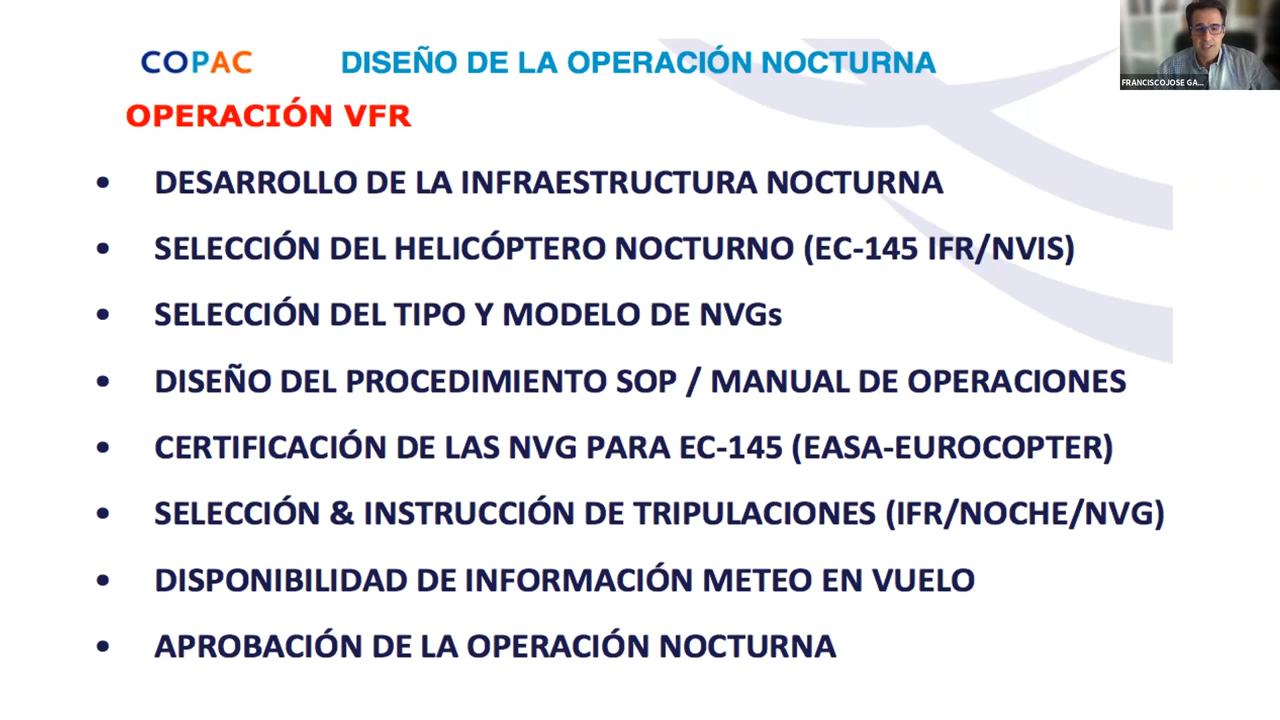 COPAC DISEÑO DE LA OPERACIÓN NOCTURNA
FRANCISCOJOSE GA...
OPERACIÓN VFR
• DESARROLLO DE LA INFRAESTRUCTURA NOCTURNA
• SELECCIÓN DEL HELICÓPTERO NOCTURNO (EC-145 IFR/NVIS)
• SELECCIÓN DEL TIPO Y MODELO DE NVGs
• DISEÑO DEL PROCEDIMIENTO SOP / MANUAL DE OPERACIONES
• CERTIFICACIÓN DE LAS NVG PARA EC-145 (EASA-EUROCOPTER)
• SELECCIÓN & INSTRUCCIÓN DE TRIPULACIONES (IFR/NOCHE/NVG)
• DISPONIBILIDAD DE INFORMACIÓN METEO EN VUELO
• APROBACIÓN DE LA OPERACIÓN NOCTURNA